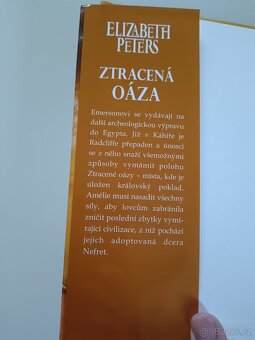 ELIZABETH
PETERS
ZTRACENÁ
OÁZA
Emersonovi se vydávají na
další archeologickou výpravu
do Egypta. Již v Káhiře je
Radcliffe přepaden a únosci
se z něho snaží všemožnými
způsoby vymámit polohu
Ztracené oázy – místa, kde je
uložen královský poklad.
Amélie musí nasadit všechny
síly, aby lovcům zabránila
zničit poslední zbytky vymí-
rající civilizace, z níž pochází
jejich adoptovaná dcera
Nefret.